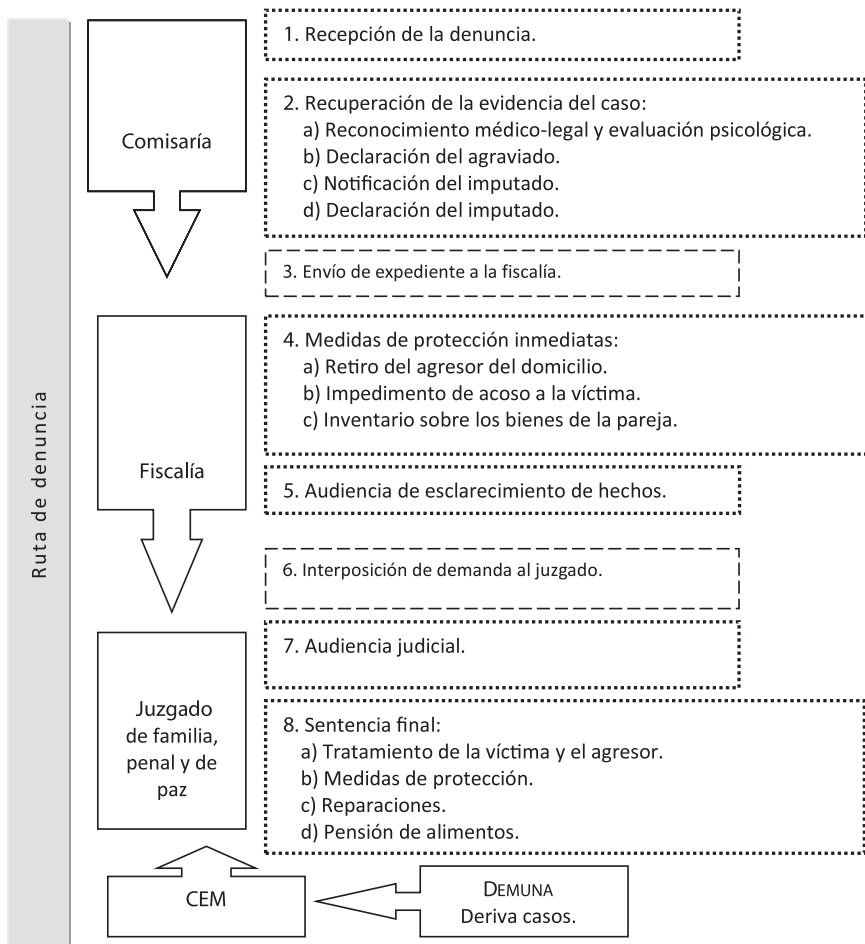 Ruta de denuncia
Comisaría
1. Recepción de la denuncia.
2. Recuperación de la evidencia del caso:
a) Reconocimiento médico-legal y evaluación psicológica.
b) Declaración del agraviado.
c) Notificación del imputado.
d) Declaración del imputado.
3. Envío de expediente a la fiscalía.
Fiscalía
4. Medidas de protección inmediatas:
a) Retiro del agresor del domicilio.
b) Impedimento de acoso a la víctima.
c) Inventario sobre los bienes de la pareja.
5. Audiencia de esclarecimiento de hechos.
6. Interposición de demanda al juzgado.
Juzgado
de familia,
penal y de
paz
7. Audiencia judicial.
8. Sentencia final:
a) Tratamiento de la víctima y el agresor.
b) Medidas de protección.
c) Reparaciones.
d) Pensión de alimentos.
CEM
DEMUNA
Deriva casos.